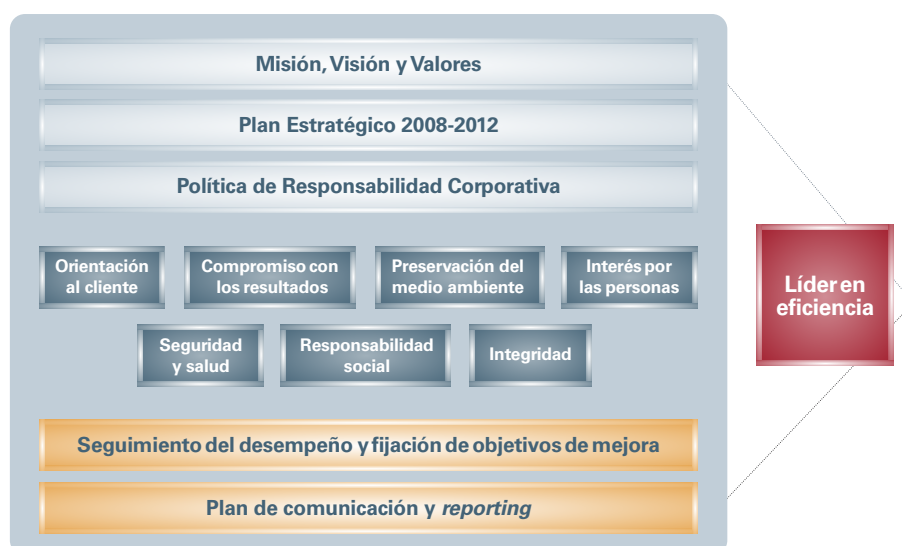 Misión, Visión y Valores
Plan Estratégico 2008-2012
Política de Responsabilidad Corporativa
Orientación
al cliente
Compromiso con
los resultados
Preservación del
medio ambiente
Interés por
las personas
Seguridad
y salud
Responsabilidad
social
Integridad
Líder en
eficiencia
Seguimiento del desempeño y fijación de objetivos de mejora
Plan de comunicación y reporting